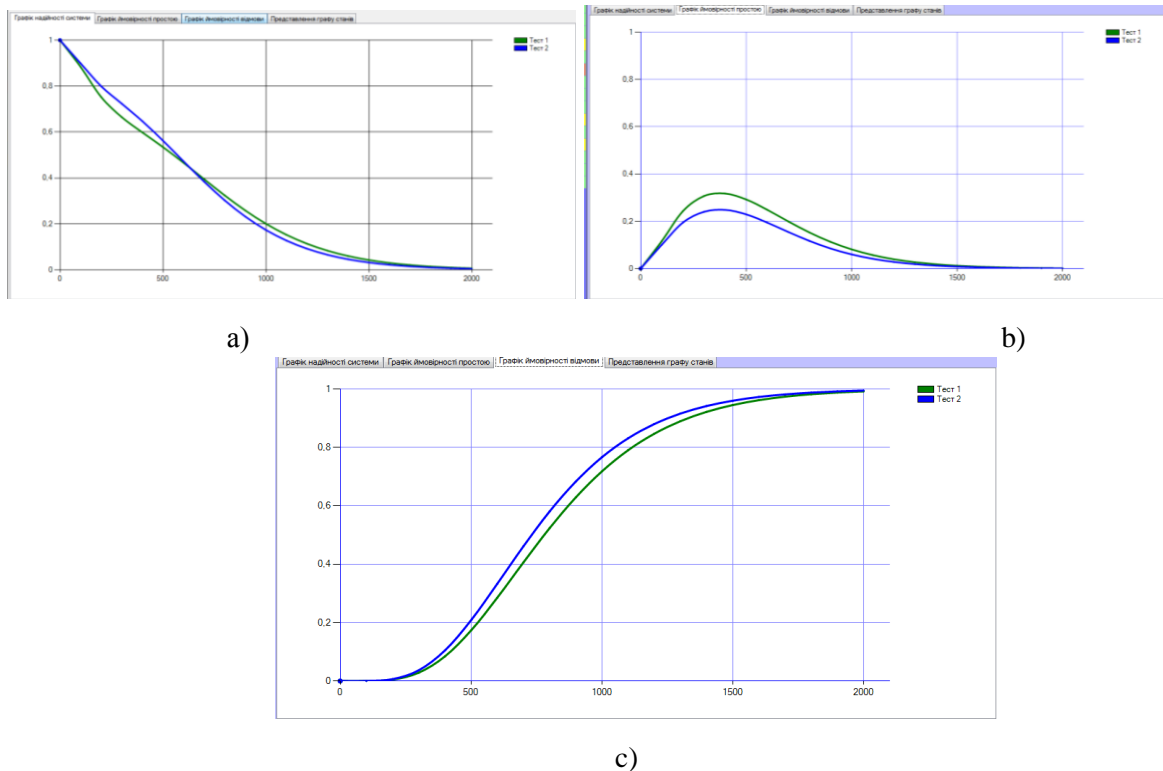 Графік надійності системи Графік ймовірності простою Графік ймовірності відмови Представлення графу станів
Тест 1
Тест 2
1
0,8
0,6
0,4
0,2
0
0 500 1000 1500 2000
Графік надійності системи Графік ймовірності простою Графік ймовірності відмови Представлення графу станів
Тест 1
Тест 2
1
0,8
0,6
0,4
0,2
0
0 500 1000 1500 2000
a) b)
Графік надійності системи Графік ймовірності простою Графік ймовірності відмови Представлення графу станів
Тест 1
Тест 2
1
0,8
0,6
0,4
0,2
0
0 500 1000 1500 2000
c)